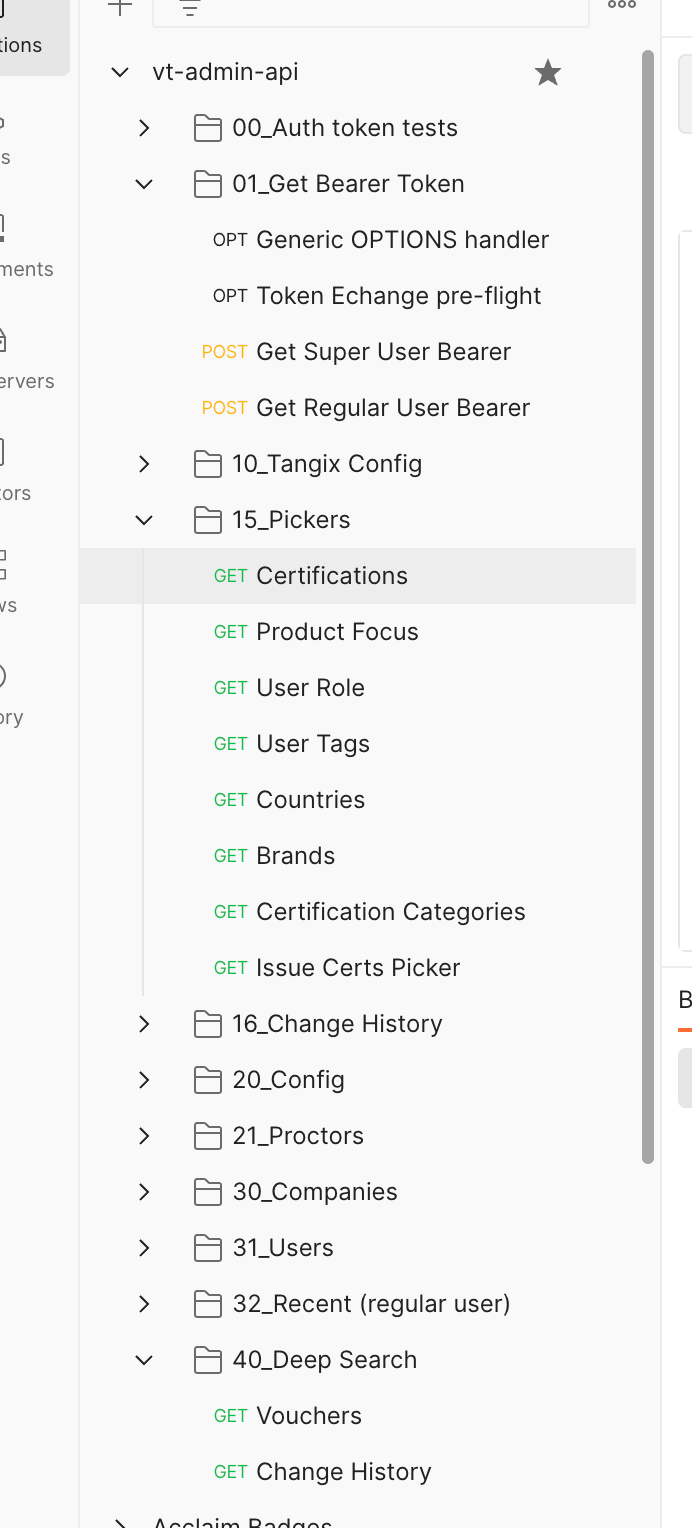 tions
vt-admin-api
00_Auth token tests
s
01_Get Bearer Token
OPT Generic OPTIONS handler
ments
OPT Token Echange pre-flight
POST Get Super User Bearer
ervers
POST Get Regular User Bearer
10_Tangix Config
tors
15_Pickers
GET Certifications
ws
GET Product Focus
GET User Role
ory
GET User Tags
GET Countries
GET Brands
GET Certification Categories
GET Issue Certs Picker
B
16_Change History
20_Config
21_Proctors
30_Companies
31_Users
32_Recent (regular user)
40_Deep Search
GET Vouchers
GET Change History
Acclaim Badges